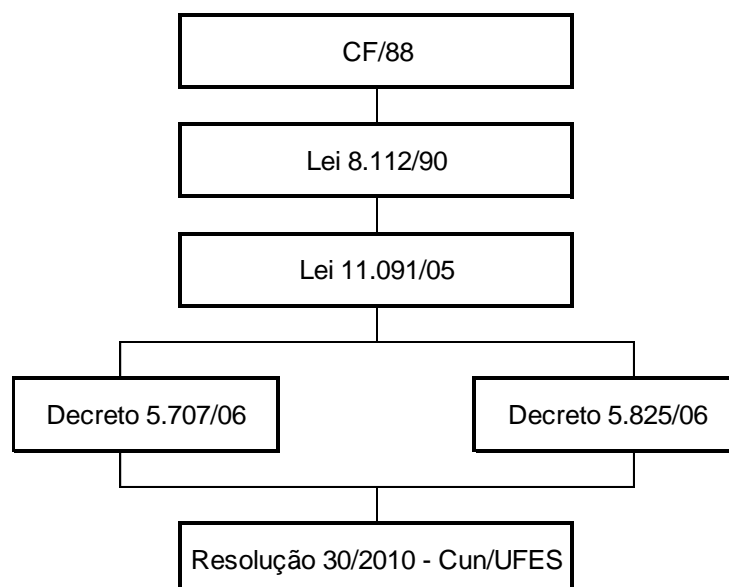 CF/88
Lei 8.112/90
Lei 11.091/05
Decreto 5.707/06
Decreto 5.825/06
Resolução 30/2010 - Cun/UFES